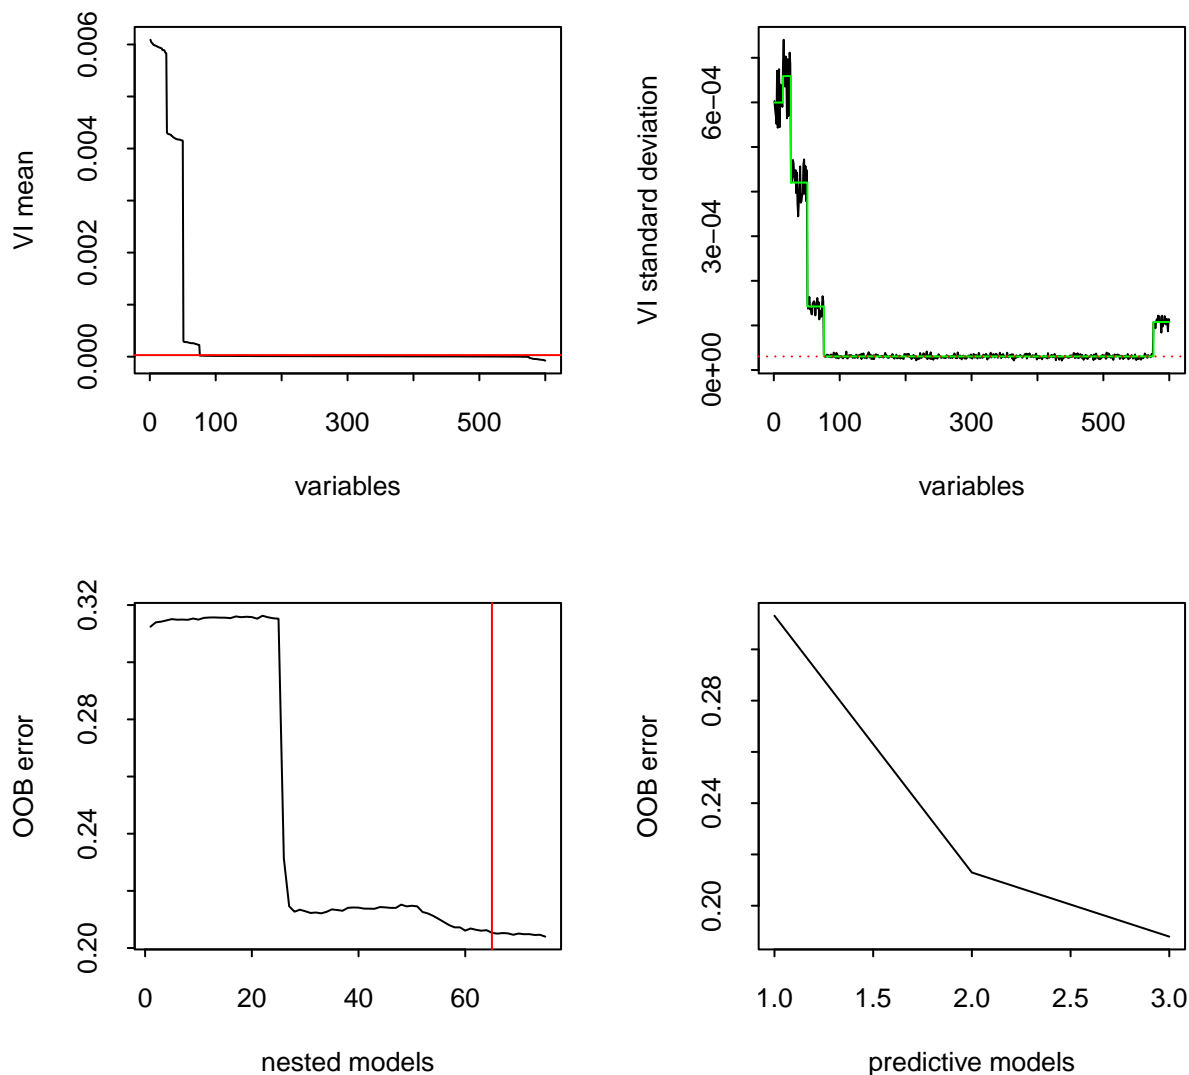 VI mean
0.006
0.004
0.002
0.000
0 100 300 500
variables
VI standard deviation
6e−04
3e−04
0e+00
0 100 300 500
variables
OOB error
0.32
0.28
0.24
0.20
0 20 40 60
nested models
OOB error
0.28
0.24
0.20
1.0 1.5 2.0 2.5 3.0
predictive models